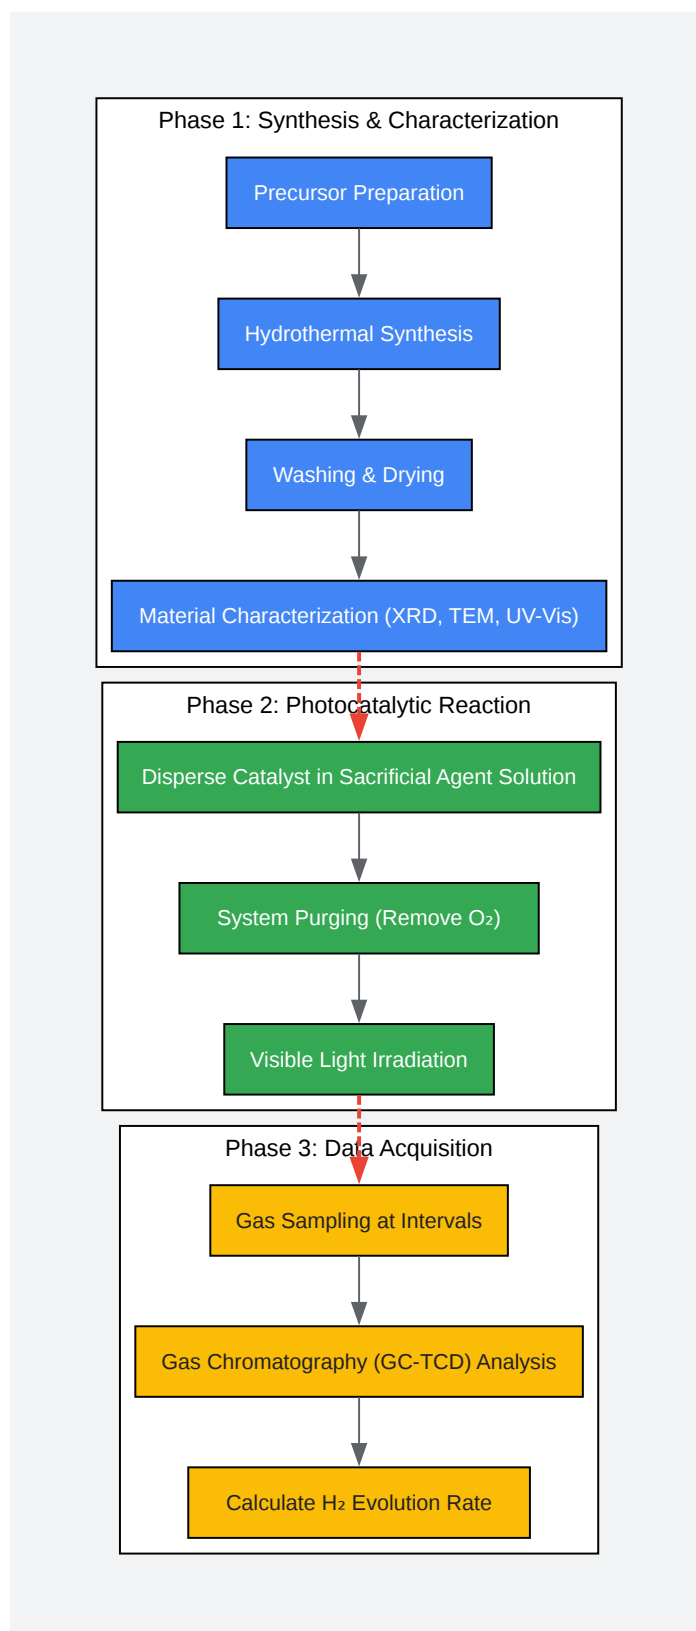 Phase 1: Synthesis & Characterization
Precursor Preparation
Hydrothermal Synthesis
Washing & Drying
Material Characterization (XRD, TEM, UV-Vis)
Phase 2: Photocatalytic Reaction
Disperse Catalyst in Sacrificial Agent Solution
System Purging (Remove O₂)
Visible Light Irradiation
Phase 3: Data Acquisition
Gas Sampling at Intervals
Gas Chromatography (GC-TCD) Analysis
Calculate H₂ Evolution Rate